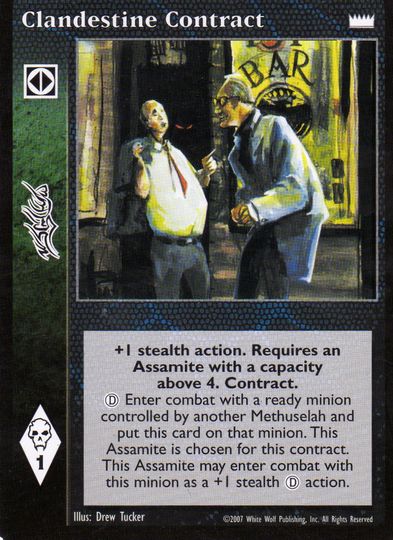 Clandestine Contract
BAR
+1 stealth action. Requires an
Assamite with a capacity
above 4. Contract.
Ⓓ Enter combat with a ready minion
controlled by another Methuselah and
put this card on that minion. This
Assamite is chosen for this contract.
This Assamite may enter combat with
this minion as a +1 stealth Ⓓ action.
1
Illus: Drew Tucker
©2007 White Wolf Publishing, Inc. All Rights Reserved